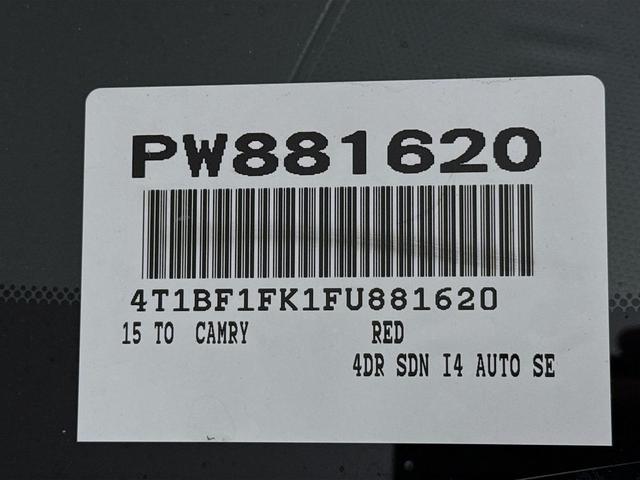 PW881620
4T1BF1FK1FU881620
15 TO CAMRY RED
4DR SDN I4 AUTO SE